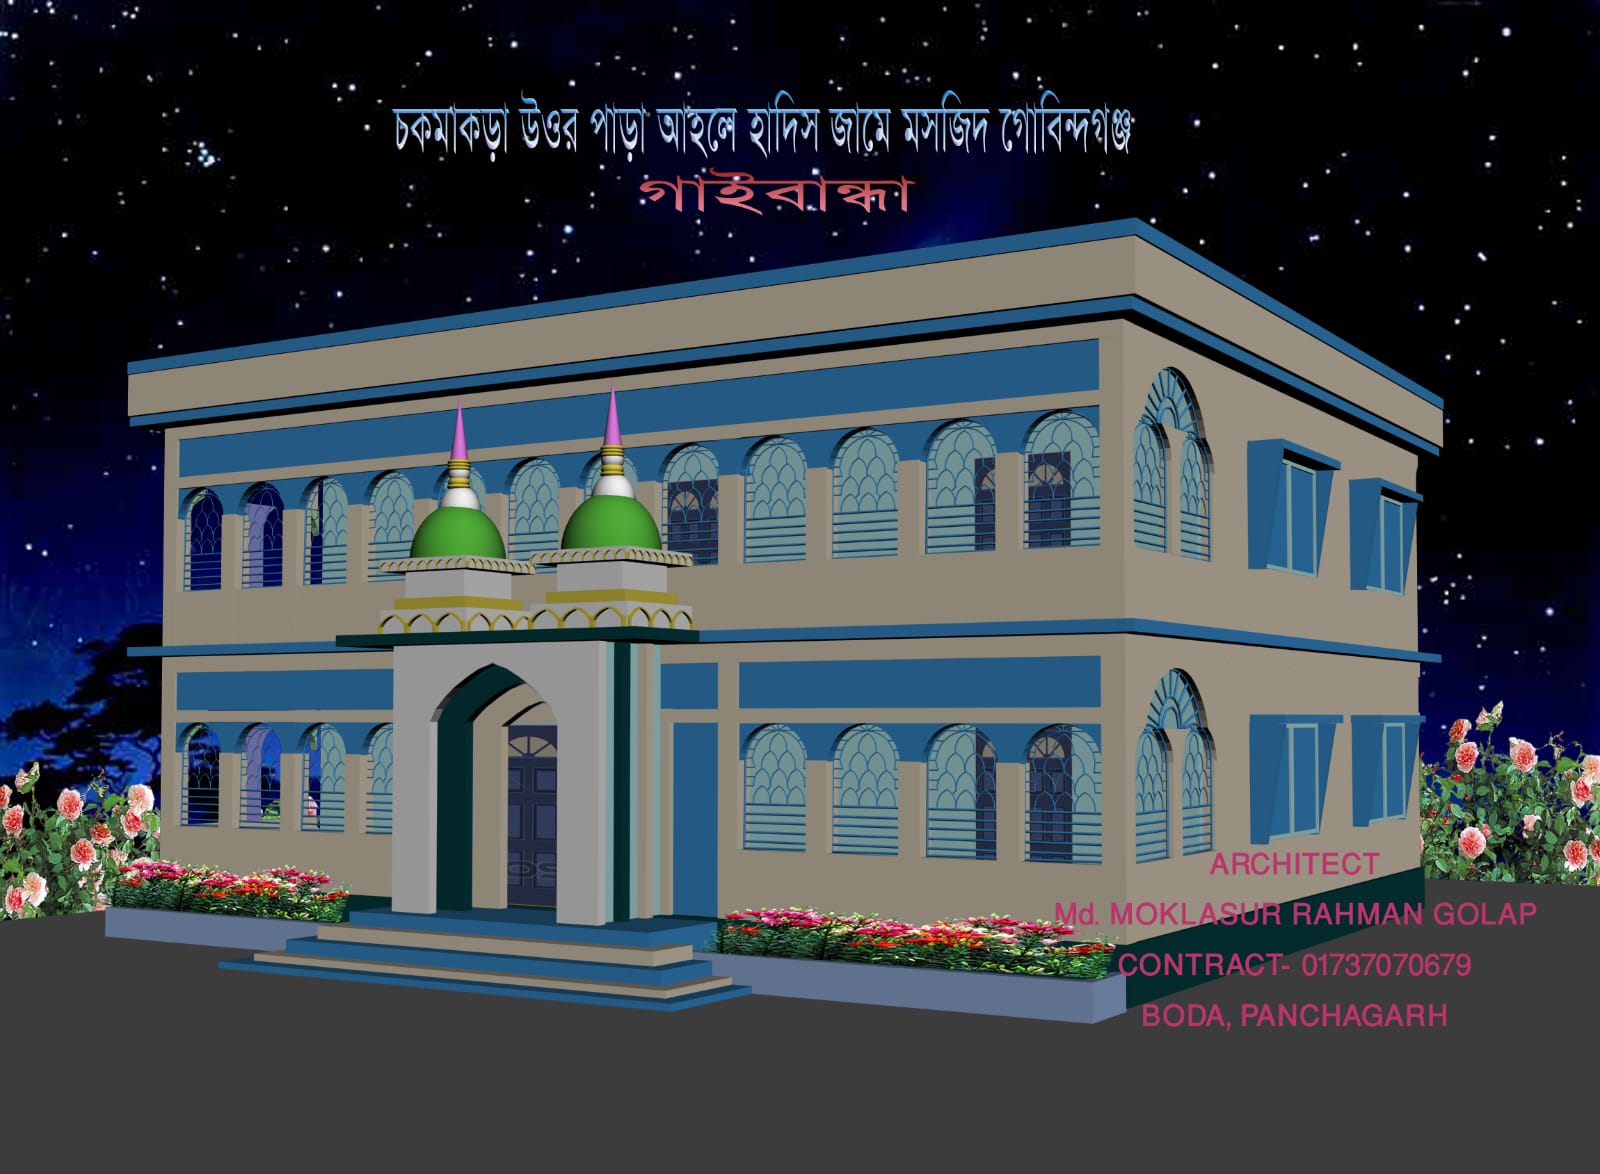 চকমাকড়া উওর পাড়া আহলে হাদিস জামে মসজিদ গোবিন্দগঞ্জ
গাইবান্ধা
ARCHITECT
Md. MOKLASUR RAHMAN GOLAP
CONTRACT- 01737070679
BODA, PANCHAGARH